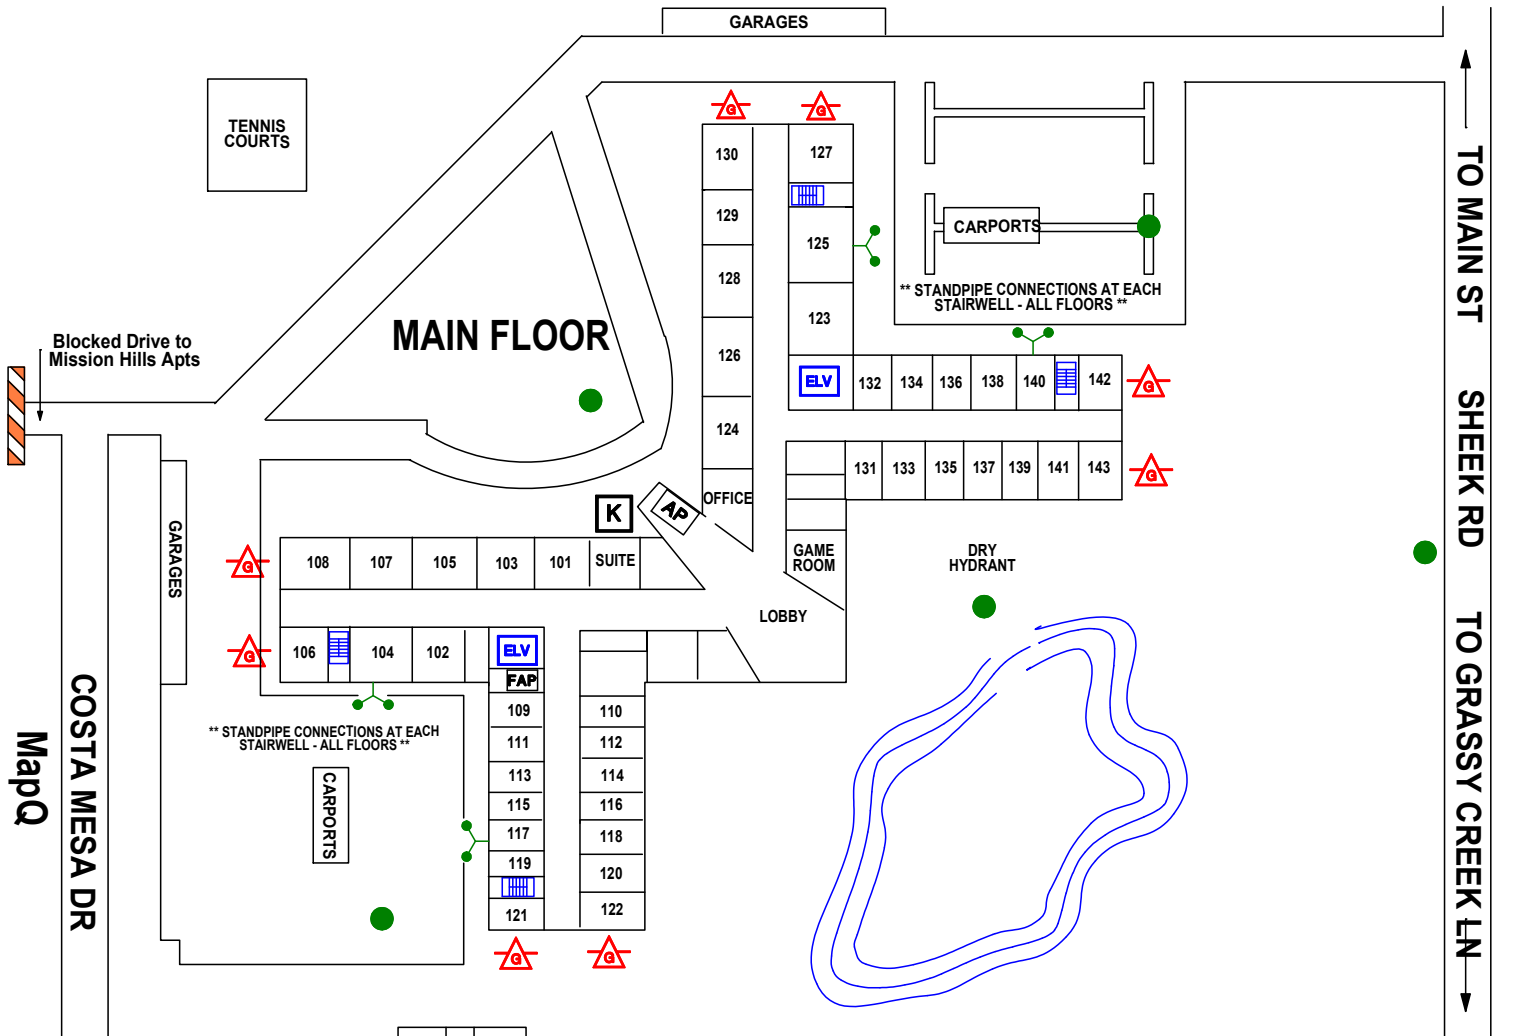 GARAGES
TENNIS
COURTS
G
G
130
127
129
125
128
CARPORTS
** STANDPIPE CONNECTIONS AT EACH
STAIRWELL - ALL FLOORS **
123
MAIN FLOOR
Blocked Drive to
Mission Hills Apts
126
ELV
132
134
136
138
140
142
G
124
131
133
135
137
139
141
143
G
OFFICE
K
AP
GARAGES
G
108
107
105
103
101
SUITE
GAME
ROOM
DRY
HYDRANT
LOBBY
G
106
104
102
ELV
FAP
109
110
111
112
** STANDPIPE CONNECTIONS AT EACH
STAIRWELL - ALL FLOORS **
113
114
115
116
CARPORTS
117
118
119
120
121
122
G
G
COSTA MESA DR
MapQ
TO MAIN ST
SHEEK RD
TO GRASSY CREEK LN